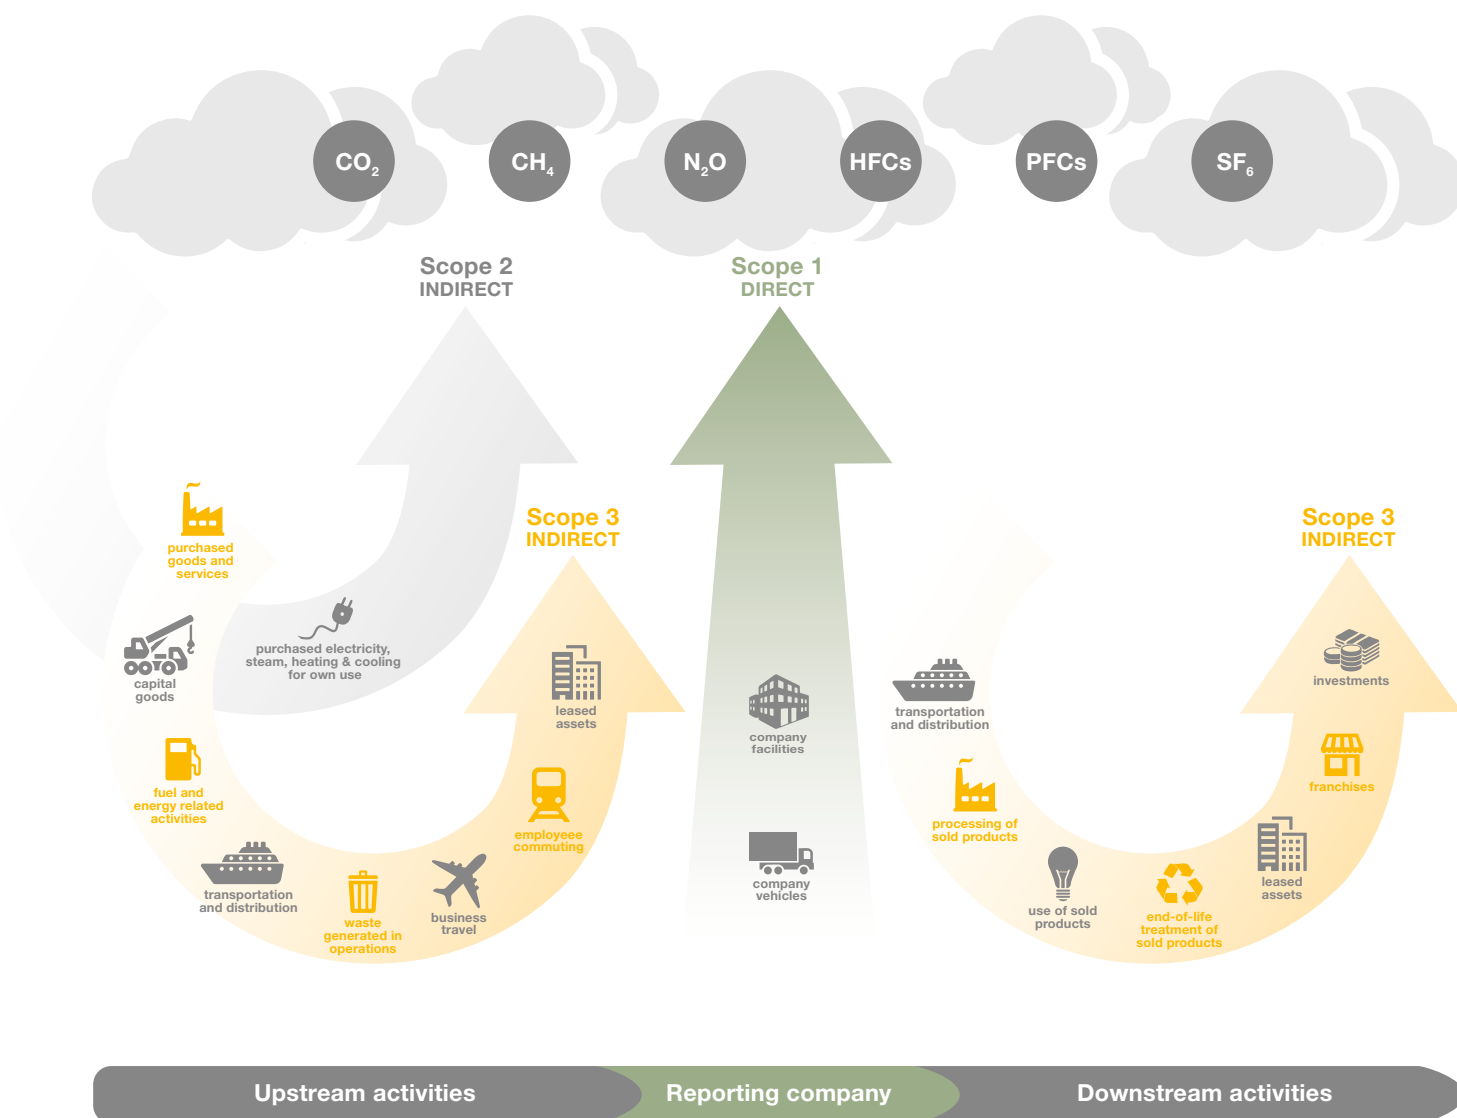 CO₂
CH₄
N₂O
HFCs
PFCs
SF₆
Scope 2
INDIRECT
Scope 1
DIRECT
purchased
goods and
services
capital
goods
fuel and
energy related
activities
transportation
and distribution
waste
generated in
operations
business
travel
employeee
commuting
leased
assets
Scope 3
INDIRECT
purchased electricity,
steam, heating & cooling
for own use
company
facilities
company
vehicles
transportation
and distribution
processing of
sold products
use of sold
products
end-of-life
treatment of
sold products
leased
assets
franchises
investments
Scope 3
INDIRECT
Upstream activities
Reporting company
Downstream activities